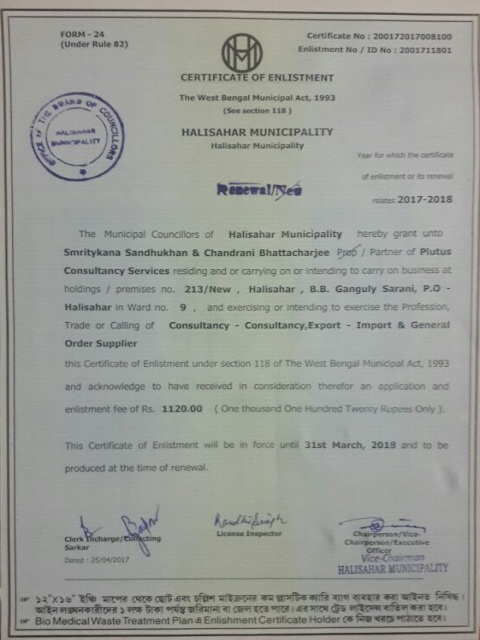 FORM - 24
(Under Rule 82)
Certificate No : 200172017008100
Enlistment No / ID No : 2001711801
CERTIFICATE OF ENLISTMENT
The West Bengal Municipal Act, 1993
(See section 118 )
OFFICE OF THE BOARD OF COUNCILLORS
HALISAHAR
MUNICIPALITY
HALISAHAR MUNICIPALITY
Halisahar Municipality
Year for which the certificate
of enlistment or its renewal
relates 2017-2018
Renewal/New
The Municipal Councillors of Halisahar Municipality hereby grant unto
Smritykana Sandhukhan & Chandrani Bhattacharjee Prop / Partner of Plutus
Consultancy Services residing and or carrying on or intending to carry on business at
holdings / premises no. 213/New , Halisahar , B.B. Ganguly Sarani, P.O -
Halisahar in Ward no. 9 , and exercising or intending to exercise the Profession,
Trade or Calling of Consultancy - Consultancy,Export - Import & General
Order Supplier
this Certificate of Enlistment under section 118 of The West Bengal Municipal Act, 1993
and acknowledge to have received in consideration therefor an application and
enlistment fee of Rs. 1120.00 ( One thousand One Hundred Twenty Rupees Only ).
This Certificate of Enlistment will be in force until 31st March, 2018 and to be
produced at the time of renewal.
Clerk Incharge/Collecting
Sarkar
Dated : 25/04/2017
License Inspector
Chairperson/Vice-
Chairperson/Executive
Officer
Vice-Chairman
HALISAHAR MUNICIPALITY
১২"X১৬" ইঞ্চি মাপের থেকে ছোট এবং চল্লিশ মাইক্রনের কম প্লাসটিক ক্যারি ব্যাগ ব্যবহার করা আইনত নিষিদ্ধ।
আইন লঙ্ঘনকারীদের ১ লক্ষ টাকা পর্যন্ত জরিমানা বা জেল হতে পারে। এর সাথে ট্রেড লাইসেন্স বাতিল করা হবে।
Bio Medical Waste Treatment Plan & Enlishment Certificate Holder কে নিজ খরচে পাঠাতে হবে।